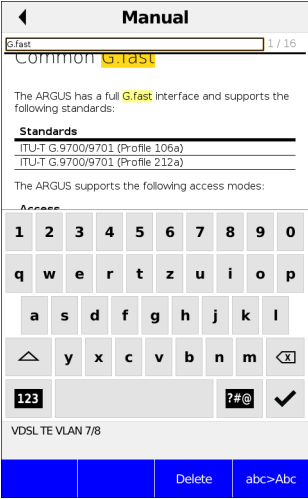 Manual
G.fast 1 / 16
Common G.fast
The ARGUS has a full G.fast interface and supports the
following standards:
Standards
ITU-T G.9700/9701 (Profile 106a)
ITU-T G.9700/9701 (Profile 212a)
The ARGUS supports the following access modes:
Access
1 2 3 4 5 6 7 8 9 0
q w e r t z u i o p
a s d f g h j k l
y x c v b n m
123 ?#@
VDSL TE VLAN 7/8
Delete abc>Abc